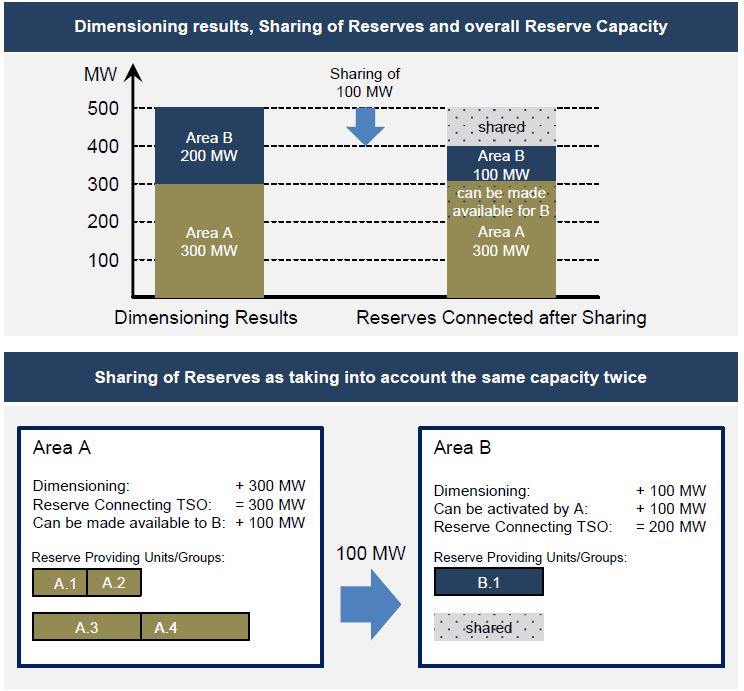 Dimensioning results, Sharing of Reserves and overall Reserve Capacity
MW
Sharing of
100 MW
500
400
300
200
100
Area B
200 MW
Area A
300 MW
shared
Area B
100 MW
can be made
available for B
Area A
300 MW
Dimensioning Results
Reserves Connected after Sharing
Sharing of Reserves as taking into account the same capacity twice
Area A
Dimensioning: + 300 MW
Reserve Connecting TSO: = 300 MW
Can be made available to B: + 100 MW
Reserve Providing Units/Groups:
A.1 A.2
A.3 A.4
100 MW
Area B
Dimensioning: + 100 MW
Can be activated by A: + 100 MW
Reserve Connecting TSO: = 200 MW
Reserve Providing Units/Groups:
B.1
shared